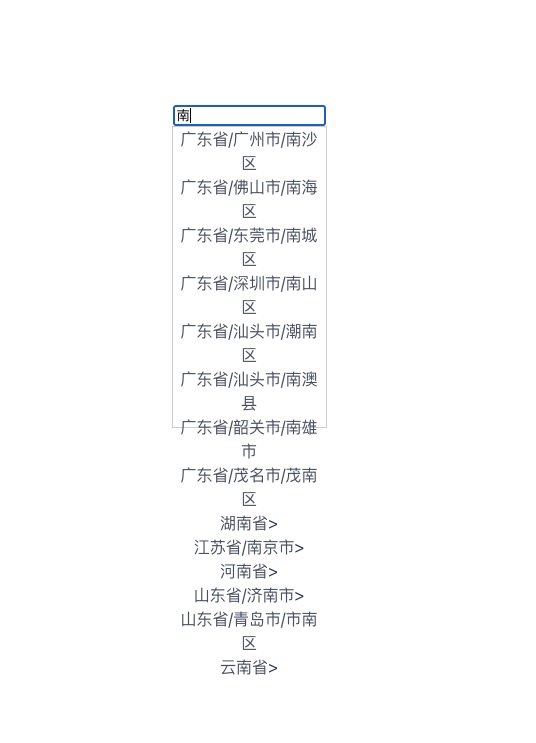 南
广东省/广州市/南沙
区
广东省/佛山市/南海
区
广东省/东莞市/南城
区
广东省/深圳市/南山
区
广东省/汕头市/潮南
区
广东省/汕头市/南澳
县
广东省/韶关市/南雄
市
广东省/茂名市/茂南
区
湖南省>
江苏省/南京市>
河南省>
山东省/济南市>
山东省/青岛市/市南
区
云南省>